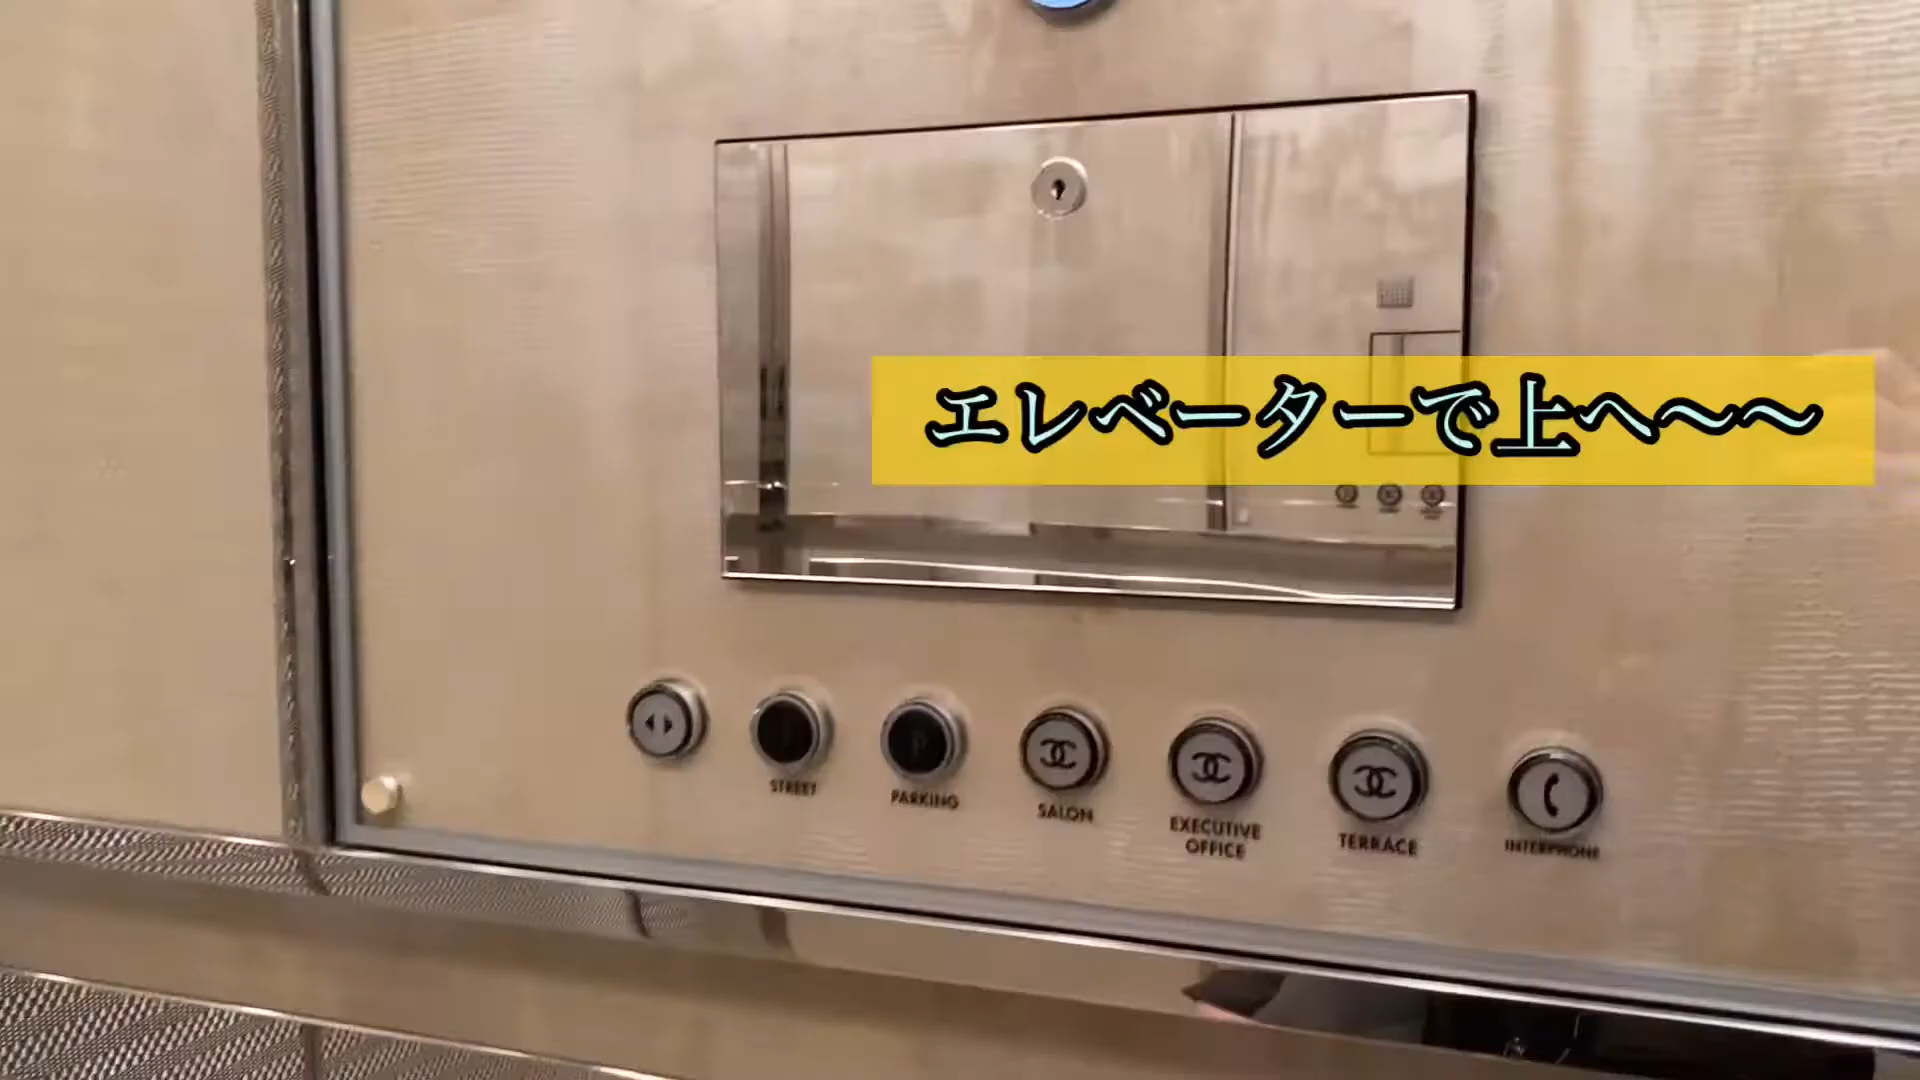 エレベーターで上へ〜〜
STREET
PARKING
SALON
EXECUTIVE
OFFICE
TERRACE
INTERPHONE